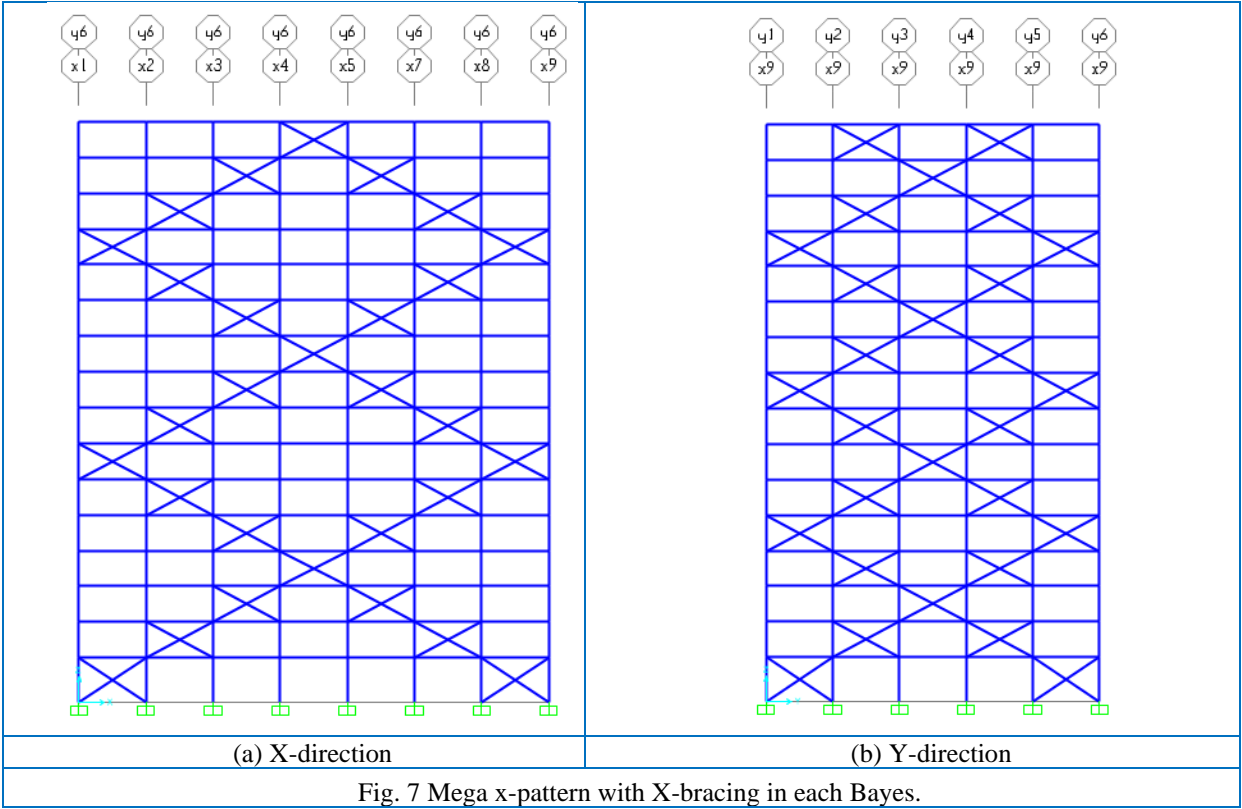 y6 y6 y6 y6 y6 y6 y6 y6
x1 x2 x3 x4 x5 x7 x8 x9
y1 y2 y3 y4 y5 y6
x9 x9 x9 x9 x9 x9
(a) X-direction
(b) Y-direction
Fig. 7 Mega x-pattern with X-bracing in each Bayes.